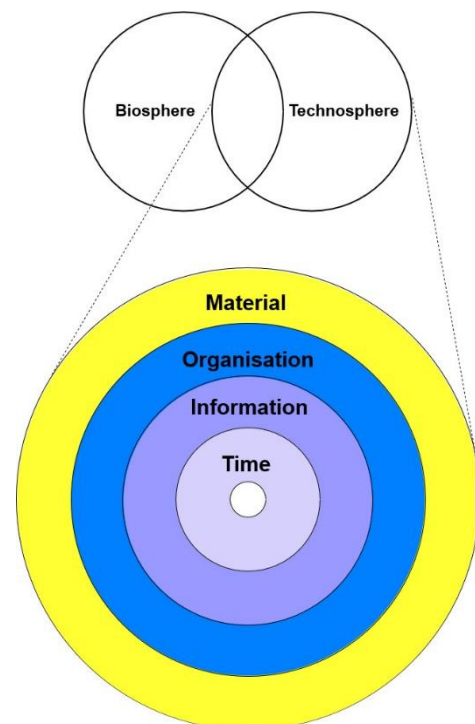 Biosphere Technosphere
Material
Organisation
Information
Time